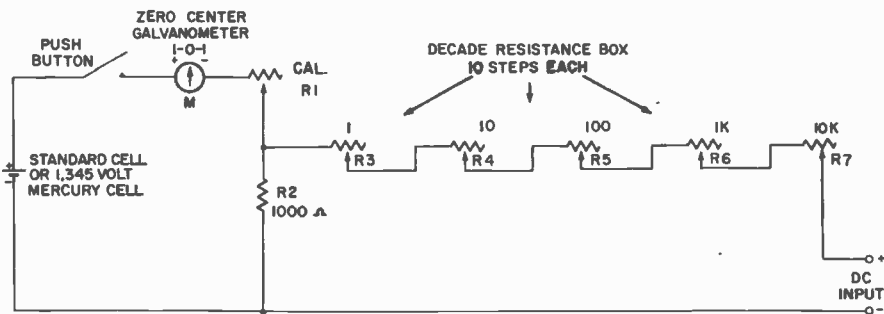 ZERO CENTER
GALVANOMETER
1-0-1
+ -
M
PUSH
BUTTON
CAL.
R1
DECADE RESISTANCE BOX
10 STEPS EACH
1
R3
10
R4
100
R5
1K
R6
10K
R7
+
-
STANDARD CELL
OR 1,345 VOLT
MERCURY CELL
R2
1000 Ω
+
DC
INPUT
-